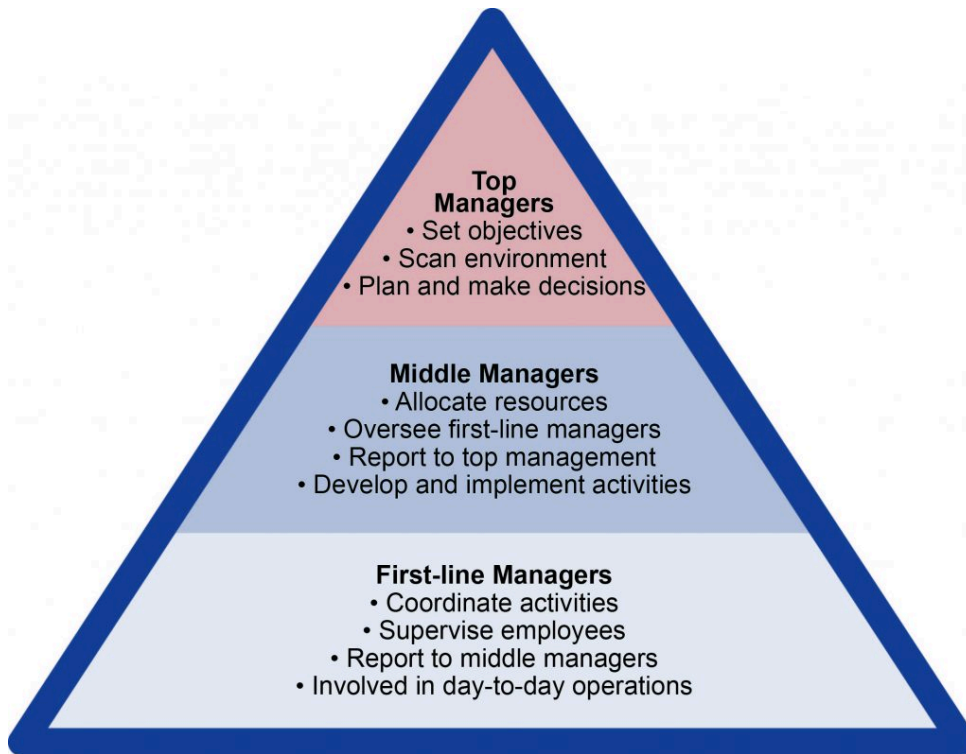 Top
Managers
• Set objectives
• Scan environment
• Plan and make decisions
Middle Managers
• Allocate resources
• Oversee first-line managers
• Report to top management
• Develop and implement activities
First-line Managers
• Coordinate activities
• Supervise employees
• Report to middle managers
• Involved in day-to-day operations